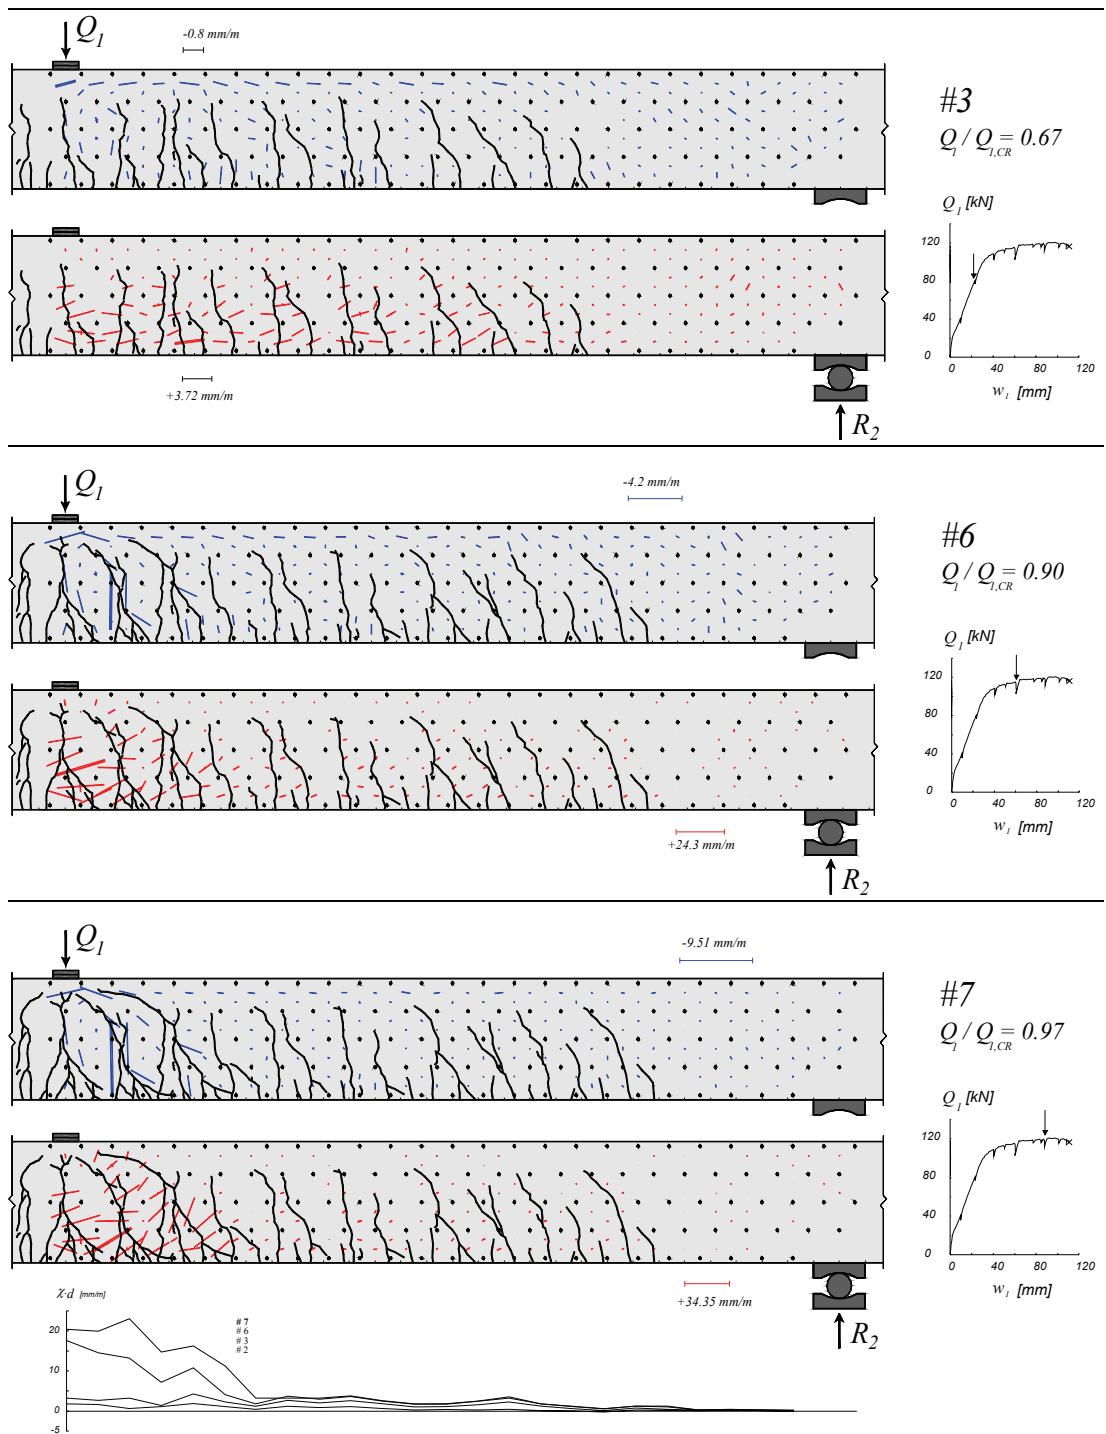 Q1
-0.8 mm/m
#3
Q1 / Q1,CR = 0.67
Q1 [kN]
120
80
40
0
40
80
120
w1 [mm]
+3.72 mm/m
R2
Q1
-4.2 mm/m
#6
Q1 / Q1,CR = 0.90
Q1 [kN]
120
80
40
0
0
40
80
120
w1 [mm]
+24.3 mm/m
R2
Q1
-9.51 mm/m
#7
Q1 / Q1,CR = 0.97
Q1 [kN]
120
80
40
0
0
40
80
120
w1 [mm]
+34.35 mm/m
R2
χ·d [mm/m]
20
10
0
-5
# 7
# 6
# 3
# 2